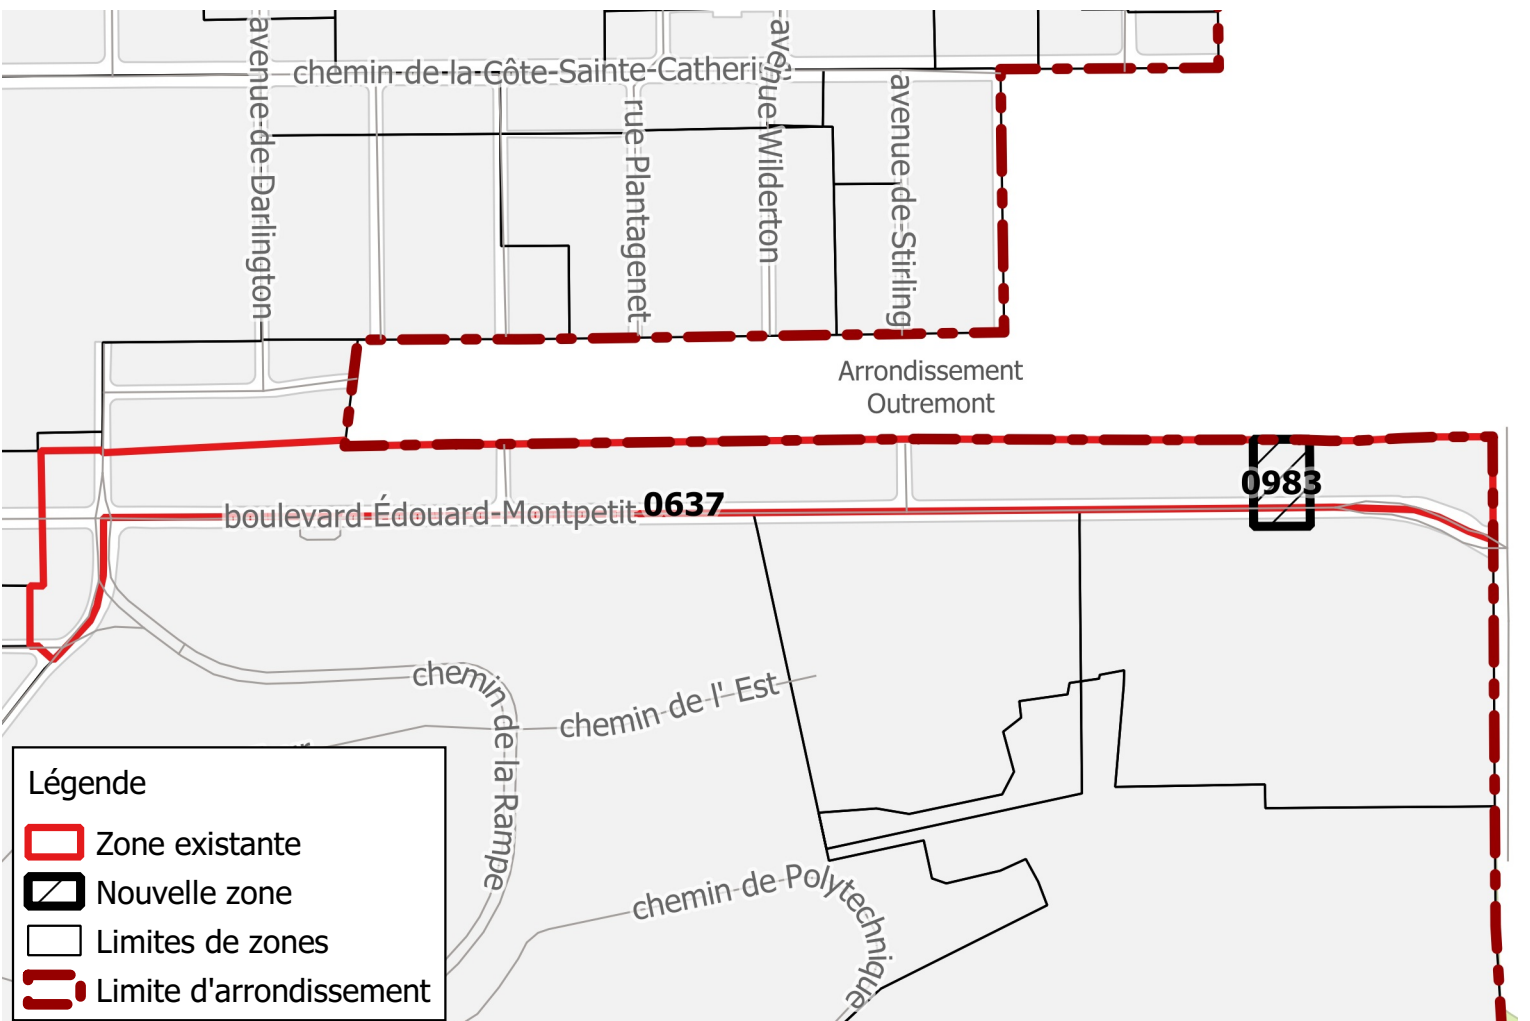 avenue de Darlington
chemin de la Côte-Sainte-Catherine
avenue Wilderton
rue Plantagenet
avenue de Stirling
Arrondissement
Outremont
0983
boulevard Édouard-Montpetit
0637
chemin de la Rampe
chemin de l' Est
chemin de Polytechnique
Légende
Zone existante
Nouvelle zone
Limites de zones
Limite d'arrondissement